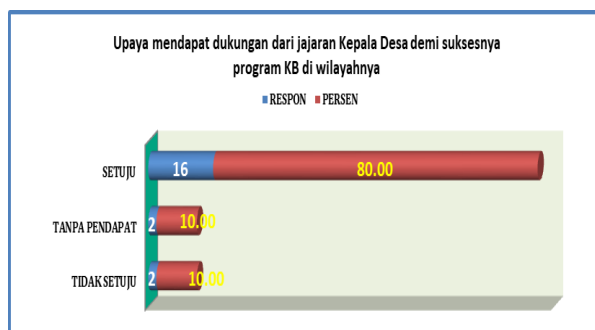 Upaya mendapat dukungan dari jajaran Kepala Desa demi suksesnya
program KB di wilayahnya
RESPON PERSEN
SETUJU 16 80.00
TANPA PENDAPAT 2 10.00
TIDAK SETUJU 2 10.00